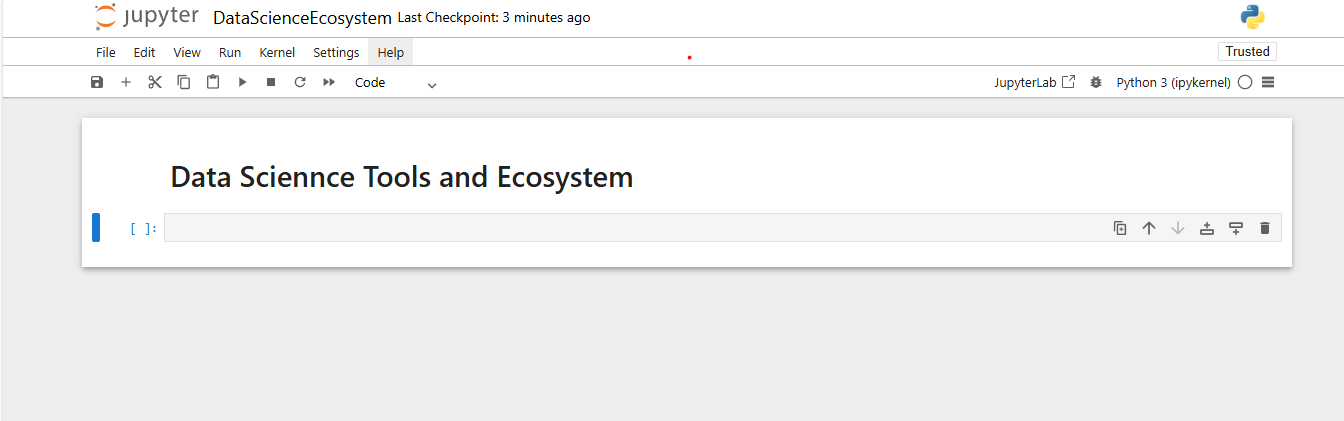 jupyter DataScienceEcosystem Last Checkpoint: 3 minutes ago
File Edit View Run Kernel Settings Help Trusted
Code JupyterLab Python 3 (ipykernel)
Data Sciennce Tools and Ecosystem
[ ]: